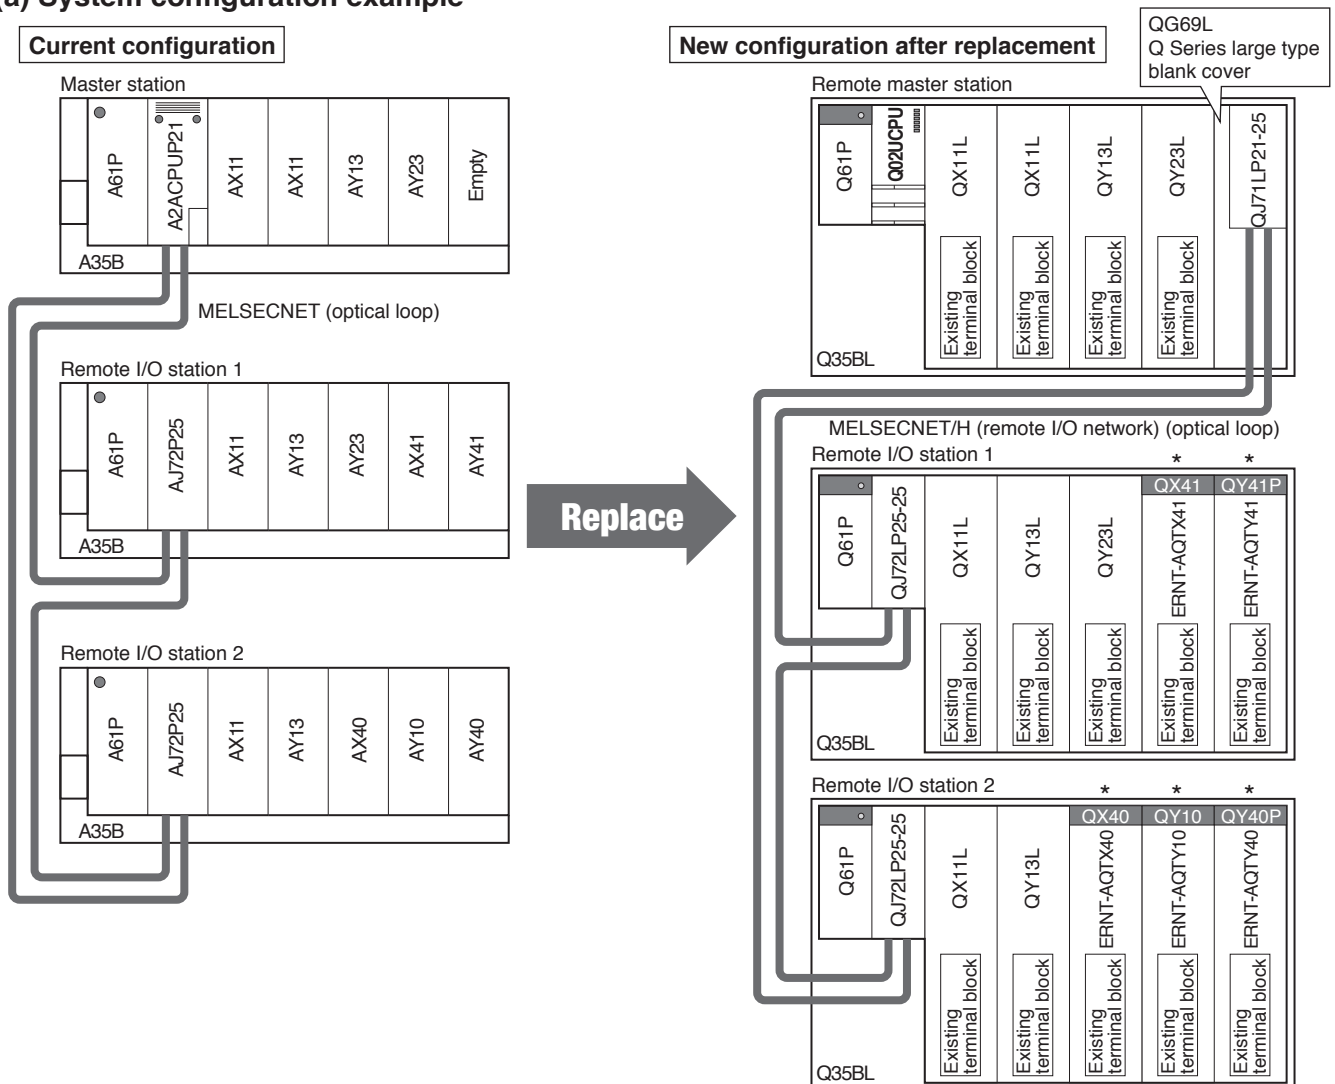 (a) System configuration example
Current configuration
Master station
A61P
A2ACPUP21
AX11
AX11
AY13
AY23
Empty
A35B
MELSECNET (optical loop)
Remote I/O station 1
A61P
AJ72P25
AX11
AY13
AY23
AX41
AY41
A35B
Remote I/O station 2
A61P
AJ72P25
AX11
AY13
AX40
AY10
AY40
A35B
Replace
New configuration after replacement
QG69L
Q Series large type
blank cover
Remote master station
Q61P
Q02UCPU
QX11L
QX11L
QY13L
QY23L
QJ71LP21-25
Existing
terminal block
Existing
terminal block
Existing
terminal block
Existing
terminal block
Q35BL
MELSECNET/H (remote I/O network) (optical loop)
Remote I/O station 1
* *
Q61P
QJ72LP25-25
QX11L
QY13L
QY23L
QX41
ERNT-AQTX41
QY41P
ERNT-AQTY41
Existing
terminal block
Existing
terminal block
Existing
terminal block
Existing
terminal block
Existing
terminal block
Q35BL
Remote I/O station 2
* * *
Q61P
QJ72LP25-25
QX11L
QY13L
QX40
ERNT-AQTX40
QY10
ERNT-AQTY10
QY40P
ERNT-AQTY40
Existing
terminal block
Existing
terminal block
Existing
terminal block
Existing
terminal block
Existing
terminal block
Q35BL